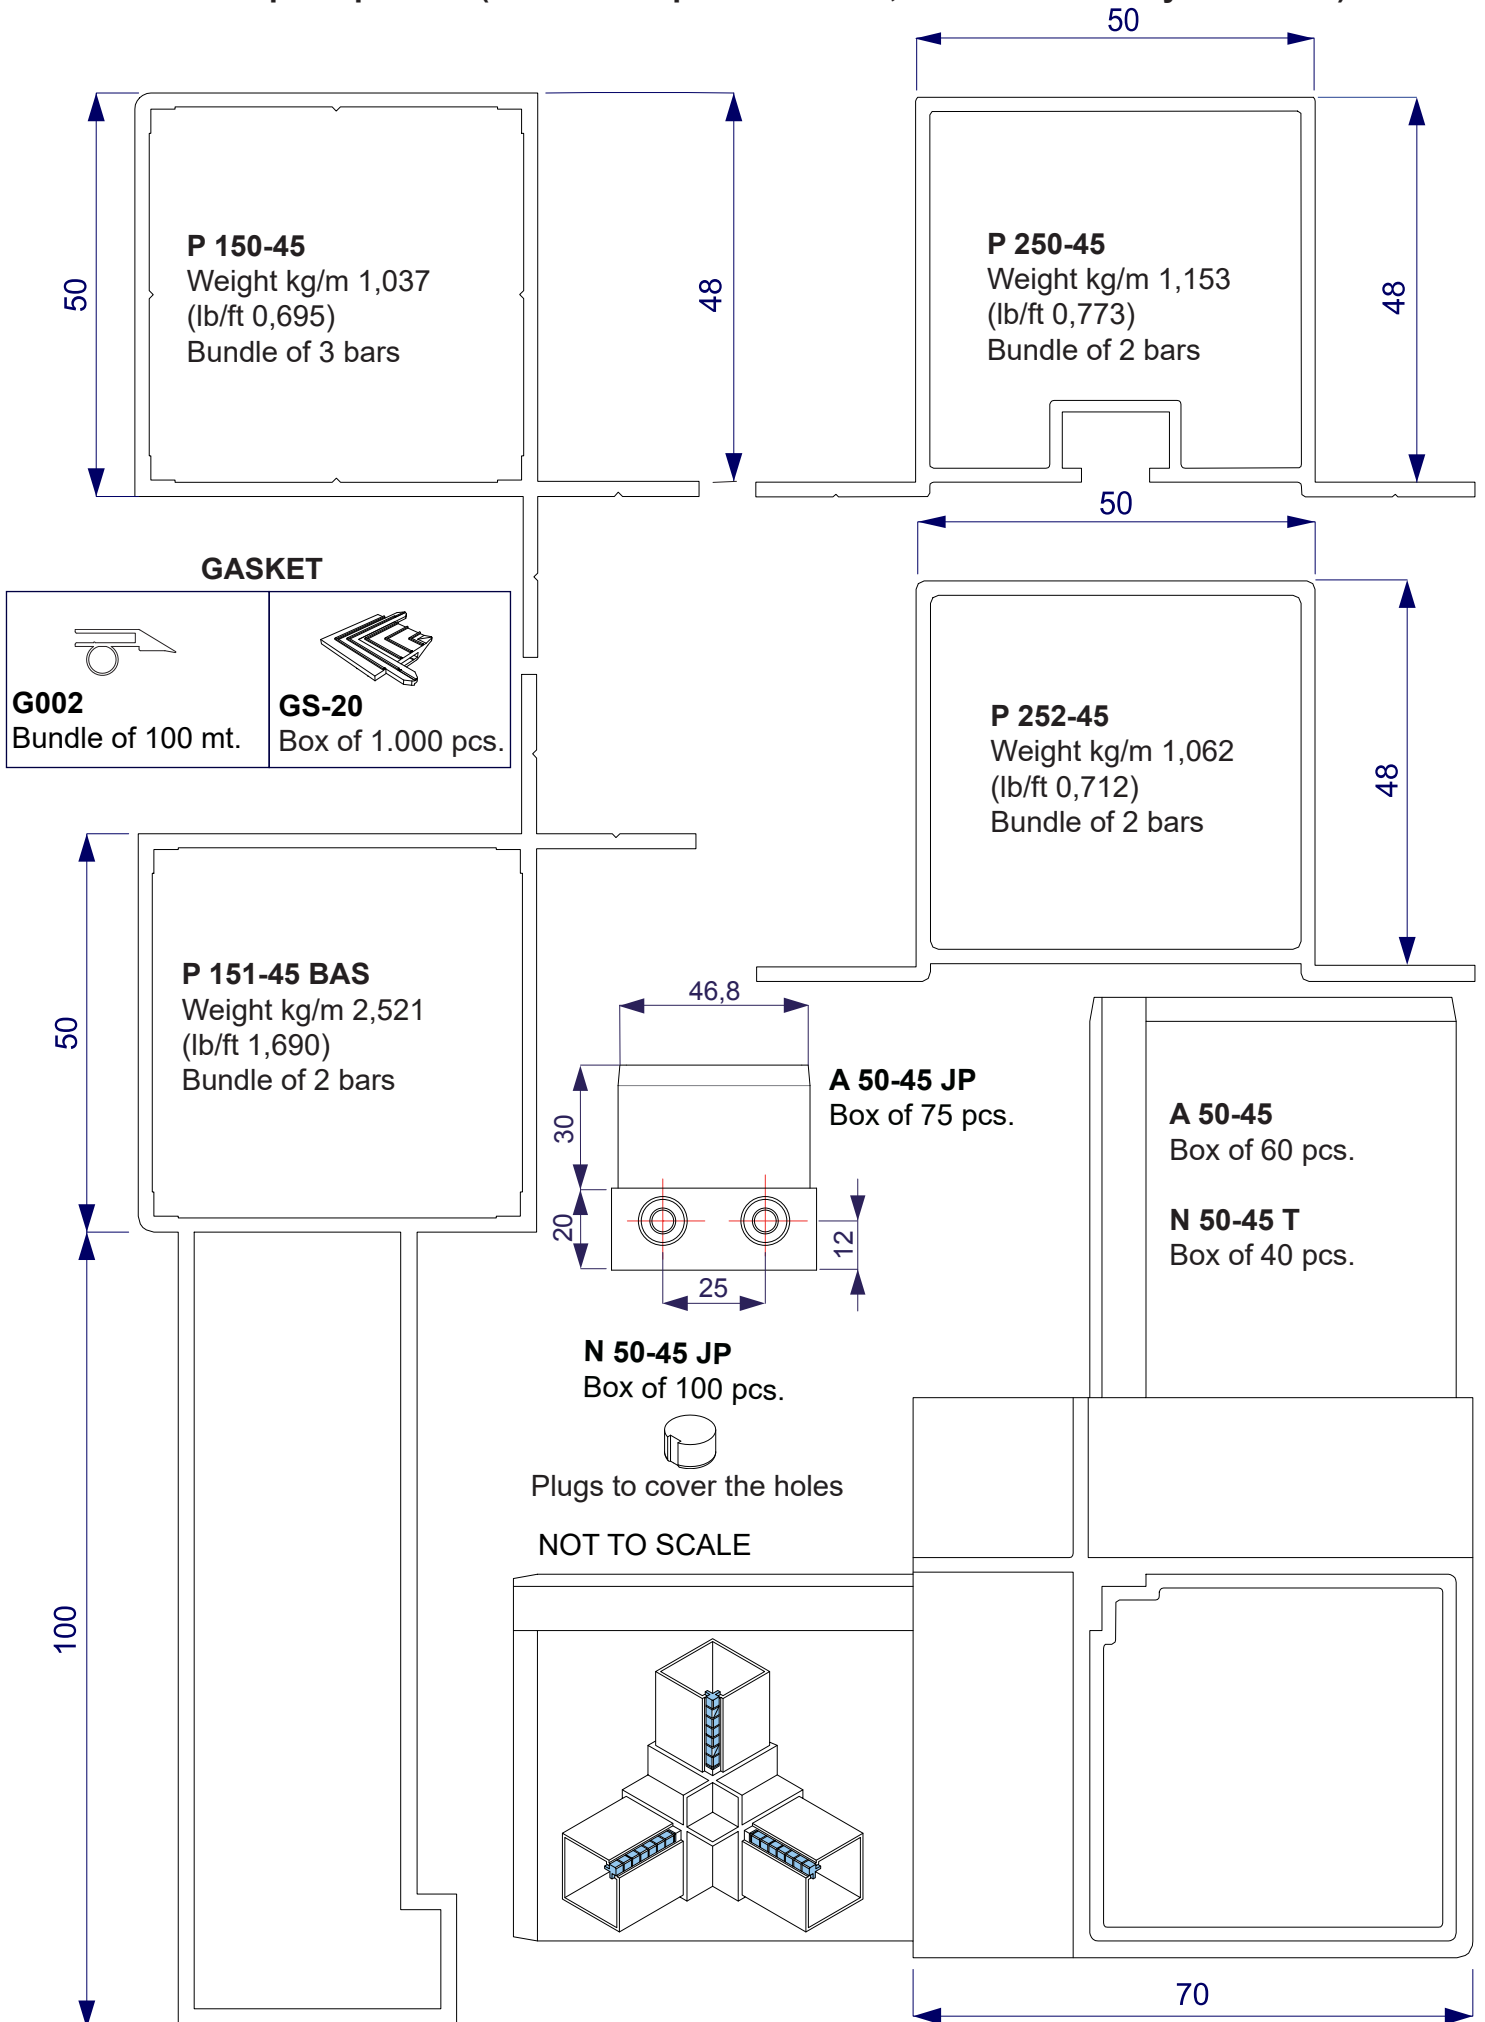 50
50
P 150-45
Weight kg/m 1,037
(lb/ft 0,695)
Bundle of 3 bars
48
P 250-45
Weight kg/m 1,153
(lb/ft 0,773)
Bundle of 2 bars
48
50
GASKET
G002
Bundle of 100 mt.
GS-20
Box of 1.000 pcs.
P 252-45
Weight kg/m 1,062
(lb/ft 0,712)
Bundle of 2 bars
48
50
P 151-45 BAS
Weight kg/m 2,521
(lb/ft 1,690)
Bundle of 2 bars
46,8
30
20
12
25
A 50-45 JP
Box of 75 pcs.
A 50-45
Box of 60 pcs.
N 50-45 T
Box of 40 pcs.
N 50-45 JP
Box of 100 pcs.
Plugs to cover the holes
NOT TO SCALE
100
70